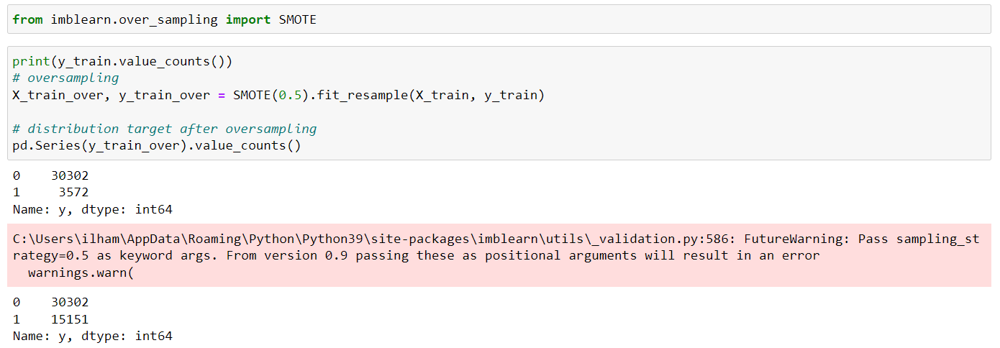 from imblearn.over_sampling import SMOTE
print(y_train.value_counts())
# oversampling
X_train_over, y_train_over = SMOTE(0.5).fit_resample(X_train, y_train)
# distribution target after oversampling
pd.Series(y_train_over).value_counts()
0    30302
1     3572
Name: y, dtype: int64
C:\Users\ilham\AppData\Roaming\Python\Python39\site-packages\imblearn\utils\_validation.py:586: FutureWarning: Pass sampling_st
rategy=0.5 as keyword args. From version 0.9 passing these as positional arguments will result in an error
  warnings.warn(
0    30302
1    15151
Name: y, dtype: int64